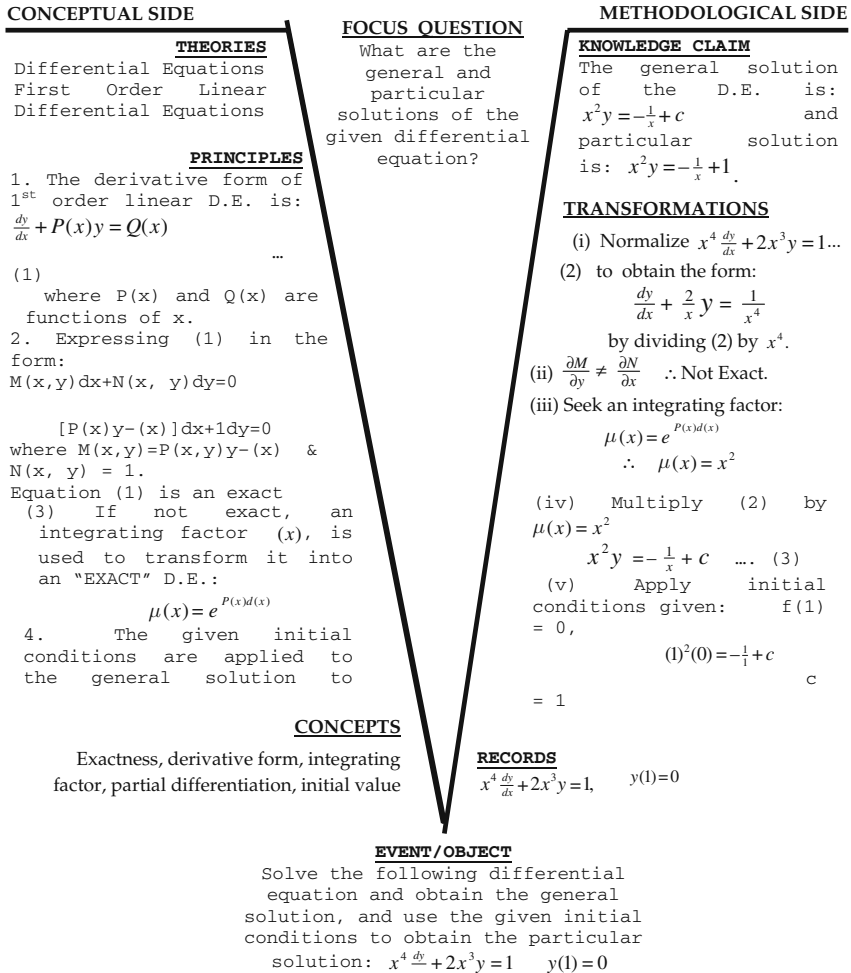 CONCEPTUAL SIDE
THEORIES
Differential Equations
First Order Linear
Differential Equations
PRINCIPLES
1. The derivative form of
1st order linear D.E. is:
dy/dx + P(x)y = Q(x)
…
(1)
where P(x) and Q(x) are
functions of x.
2. Expressing (1) in the
form:
M(x,y)dx+N(x, y)dy=0
[P(x)y-(x)]dx+1dy=0
where M(x,y)=P(x,y)y-(x) &
N(x, y) = 1.
Equation (1) is an exact
(3) If not exact, an
integrating factor (x), is
used to transform it into
an “EXACT” D.E.:
μ(x) = e^P(x)d(x)
4. The given initial
conditions are applied to
the general solution to
CONCEPTS
Exactness, derivative form, integrating
factor, partial differentiation, initial value
FOCUS QUESTION
What are the
general and
particular
solutions of the
given differential
equation?
METHODOLOGICAL SIDE
KNOWLEDGE CLAIM
The general solution
of the D.E. is:
x²y = −1/x + c and
particular solution
is: x²y = −1/x + 1.
TRANSFORMATIONS
(i) Normalize x⁴ dy/dx + 2x³y = 1...
(2) to obtain the form:
dy/dx + 2/x y = 1/x⁴
by dividing (2) by x⁴.
(ii) ∂M/∂y ≠ ∂N/∂x ∴ Not Exact.
(iii) Seek an integrating factor:
μ(x) = e^P(x)d(x)
∴ μ(x) = x²
(iv) Multiply (2) by
μ(x) = x²
x²y = −1/x + c …. (3)
(v) Apply initial
conditions given: f(1)
= 0,
(1)²(0) = −1/1 + c
c
= 1
RECORDS
x⁴ dy/dx + 2x³y = 1, y(1) = 0
EVENT/OBJECT
Solve the following differential
equation and obtain the general
solution, and use the given initial
conditions to obtain the particular
solution: x⁴ dy/ + 2x³y = 1 y(1) = 0